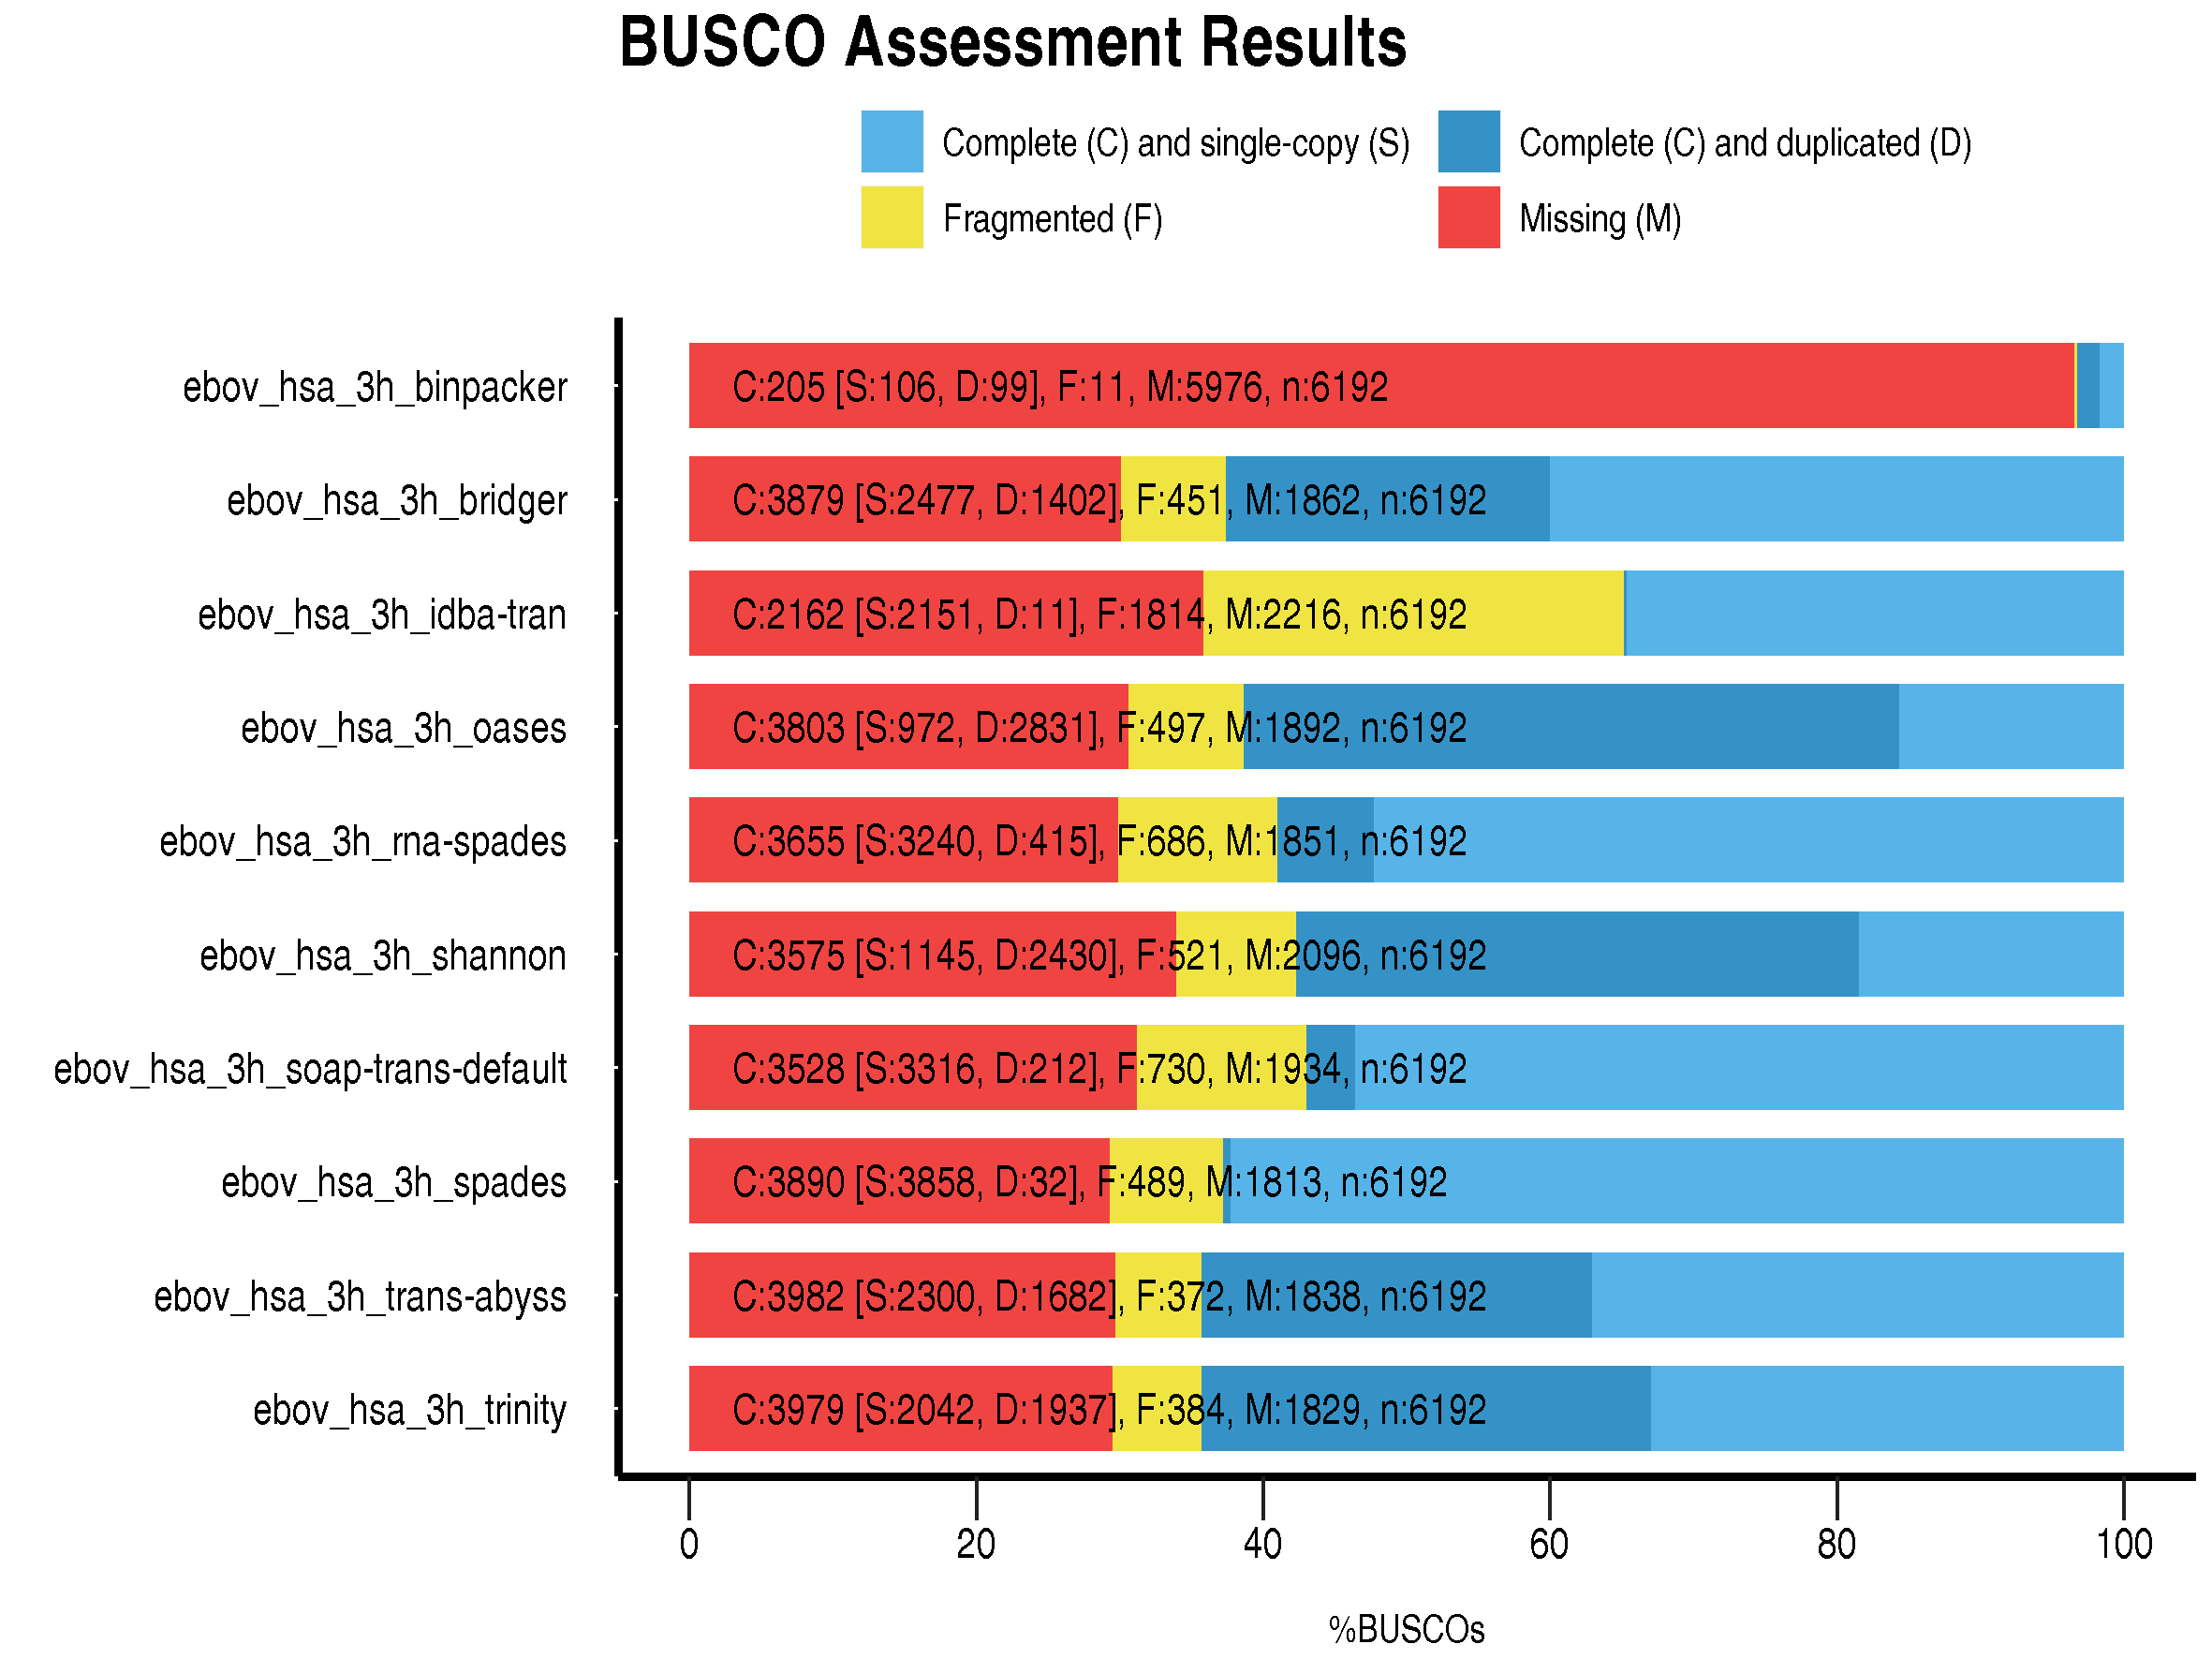 BUSCO Assessment Results
Complete (C) and single-copy (S) Complete (C) and duplicated (D)
Fragmented (F) Missing (M)
ebov_hsa_3h_binpacker C:205 [S:106, D:99], F:11, M:5976, n:6192
ebov_hsa_3h_bridger C:3879 [S:2477, D:1402], F:451, M:1862, n:6192
ebov_hsa_3h_idba-tran C:2162 [S:2151, D:11], F:1814, M:2216, n:6192
ebov_hsa_3h_oases C:3803 [S:972, D:2831], F:497, M:1892, n:6192
ebov_hsa_3h_rna-spades C:3655 [S:3240, D:415], F:686, M:1851, n:6192
ebov_hsa_3h_shannon C:3575 [S:1145, D:2430], F:521, M:2096, n:6192
ebov_hsa_3h_soap-trans-default C:3528 [S:3316, D:212], F:730, M:1934, n:6192
ebov_hsa_3h_spades C:3890 [S:3858, D:32], F:489, M:1813, n:6192
ebov_hsa_3h_trans-abyss C:3982 [S:2300, D:1682], F:372, M:1838, n:6192
ebov_hsa_3h_trinity C:3979 [S:2042, D:1937], F:384, M:1829, n:6192
0 20 40 60 80 100
%BUSCOs